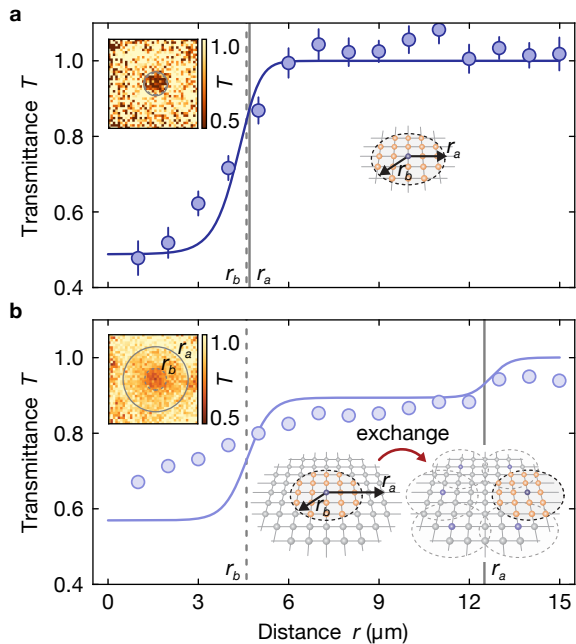 a
1.0
T
0.5
Transmittance T
1.0
0.8
0.6
0.4
r_b
r_a
r_a
r_b
b
1.0
T
0.5
r_a
r_b
Transmittance T
1.0
0.8
0.6
0.4
exchange
r_a
r_b
r_b
r_a
0
3
6
9
12
15
Distance r (μm)